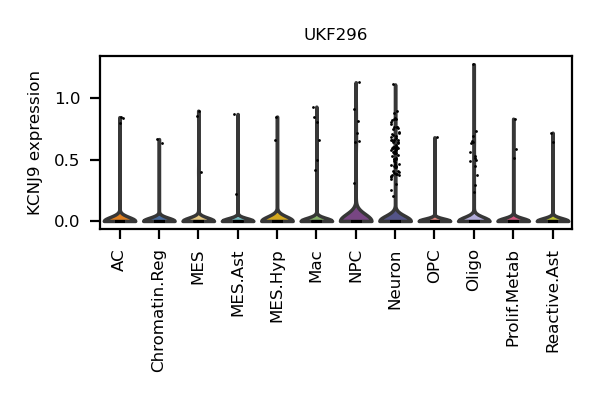 UKF296
KCNJ9 expression
1.0
0.5
0.0
AC
Chromatin.Reg
MES
MES.Ast
MES.Hyp
Mac
NPC
Neuron
OPC
Oligo
Prolif.Metab
Reactive.Ast